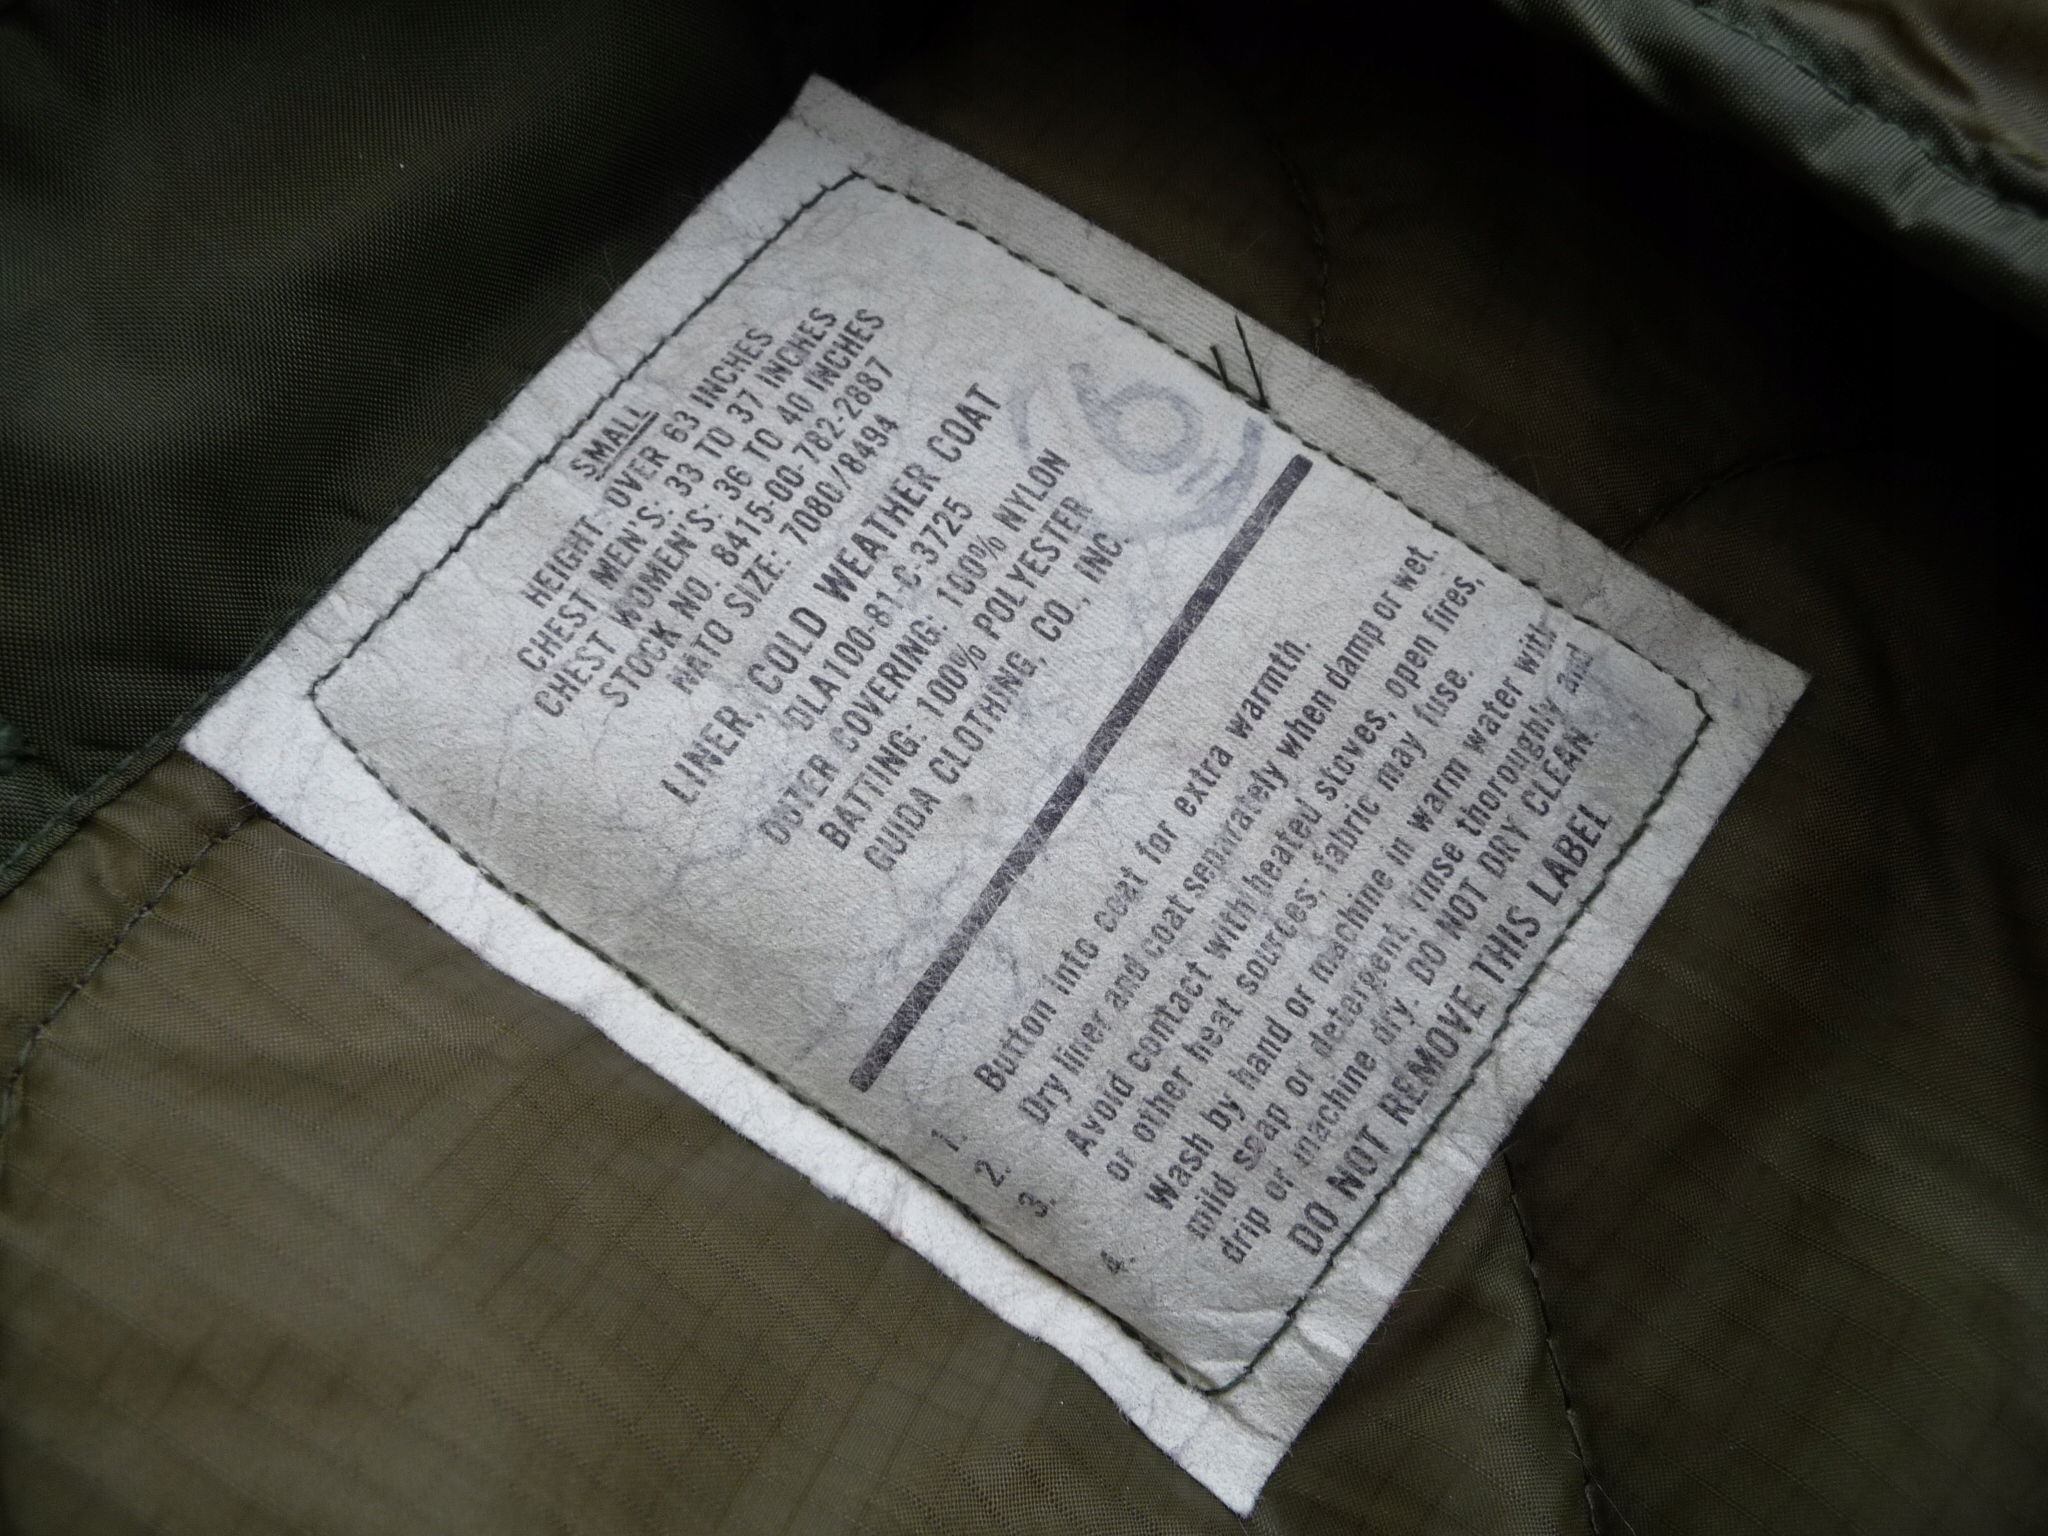 SMALL
HEIGHT: OVER 63 INCHES
CHEST MEN'S: 33 TO 37 INCHES
CHEST WOMEN'S: 36 TO 40 INCHES
STOCK NO. 8415-00-782-2887
NATO SIZE: 7080/8494
LINER, COLD WEATHER COAT
DLA100-81-C-3725
OUTER COVERING: 100% NYLON
BATTING: 100% POLYESTER
GUIDA CLOTHING, CO., INC.
1. Button into coat for extra warmth.
2. Dry liner and coat separately when damp or wet.
3. Avoid contact with heated stoves, open fires,
or other heat sources; fabric may fuse.
4. Wash by hand or machine in warm water with
mild soap or detergent, rinse thoroughly and
drip or machine dry. DO NOT DRY CLEAN.
DO NOT REMOVE THIS LABEL